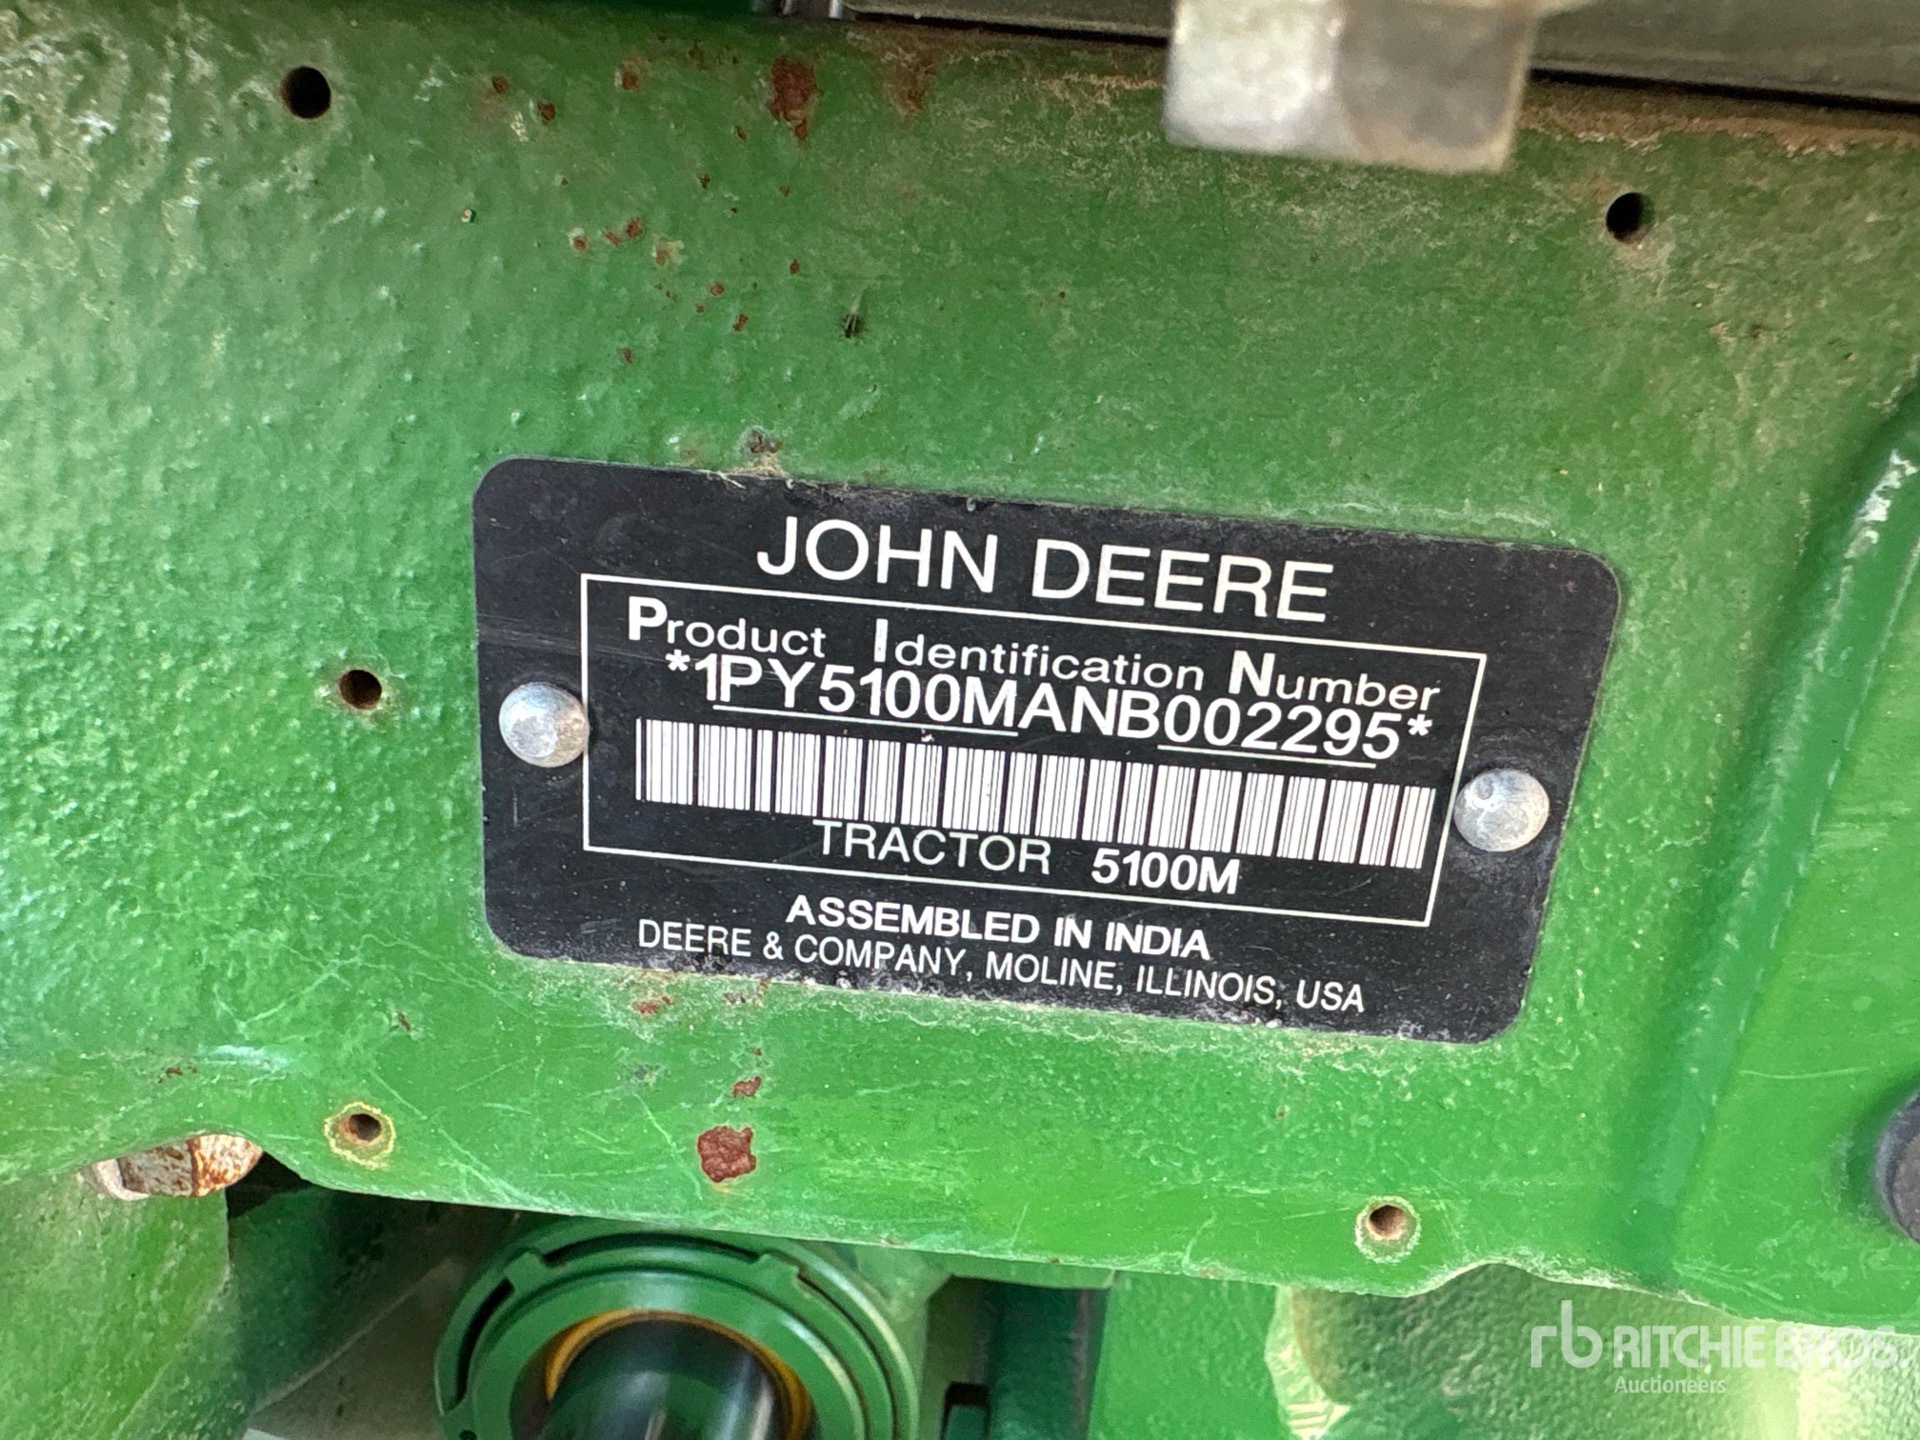 JOHN DEERE
Product Identification Number
*1PY5100MANB002295*
TRACTOR 5100M
ASSEMBLED IN INDIA
DEERE & COMPANY, MOLINE, ILLINOIS, USA
rb RITCHIE BROS.
Auctioneers